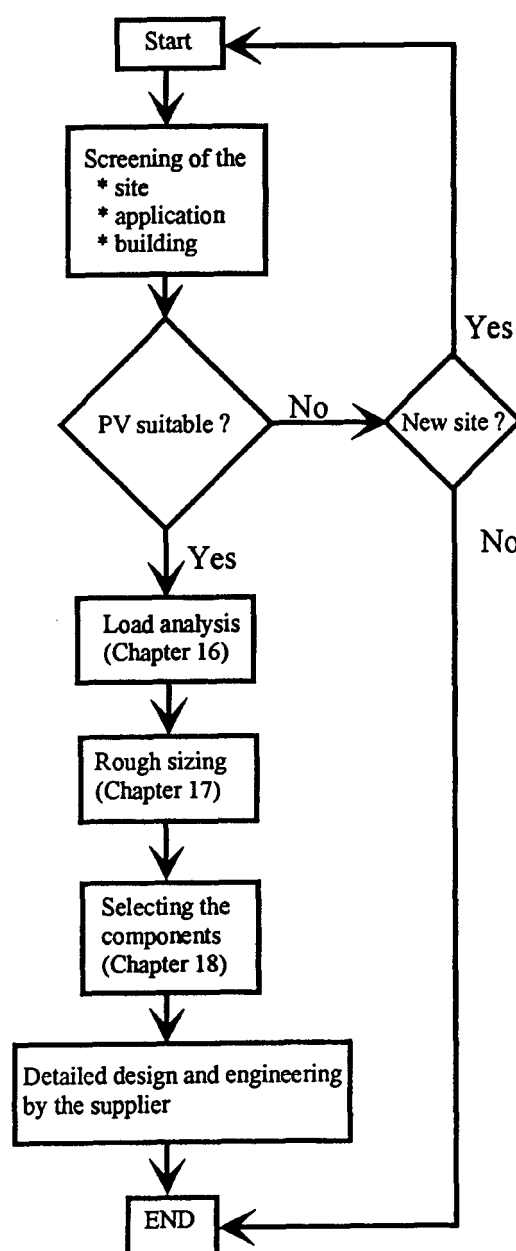 Start
Screening of the
* site
* application
* building
Yes
PV suitable ?
No
New site ?
No
Yes
Load analysis
(Chapter 16)
Rough sizing
(Chapter 17)
Selecting the
components
(Chapter 18)
Detailed design and engineering
by the supplier
END